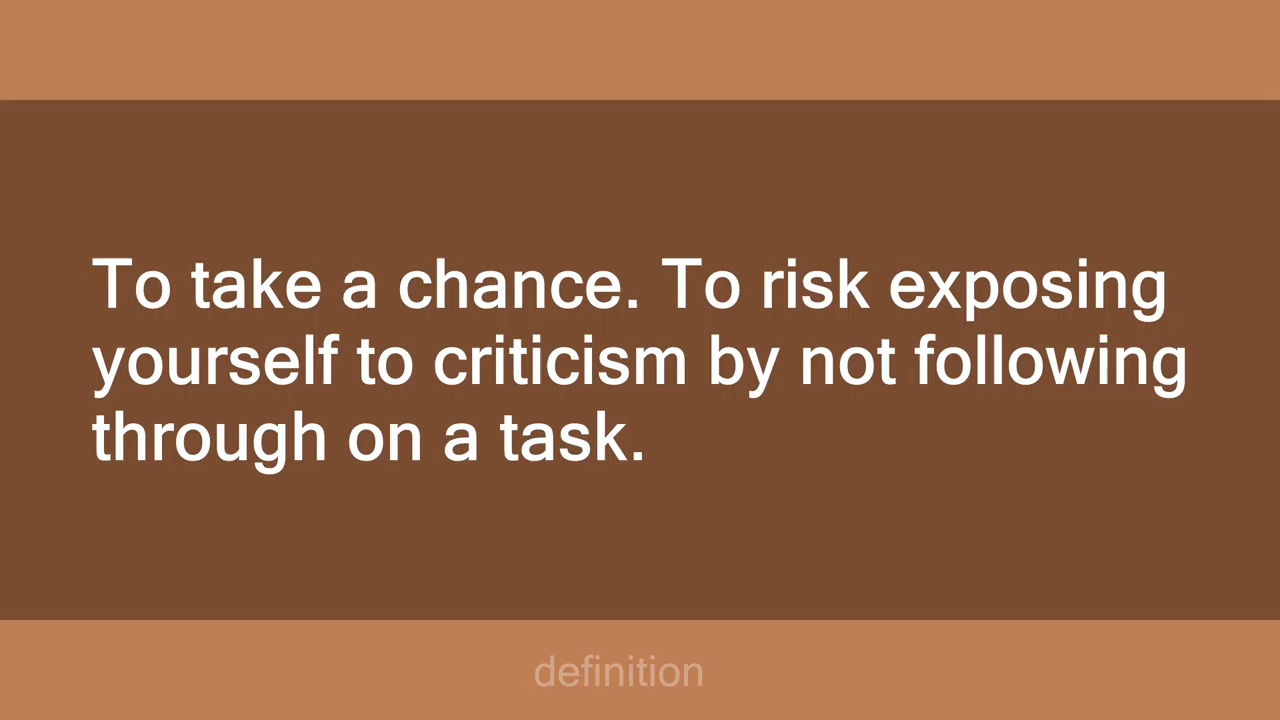 To take a chance. To risk exposing
yourself to criticism by not following
through on a task.
definition